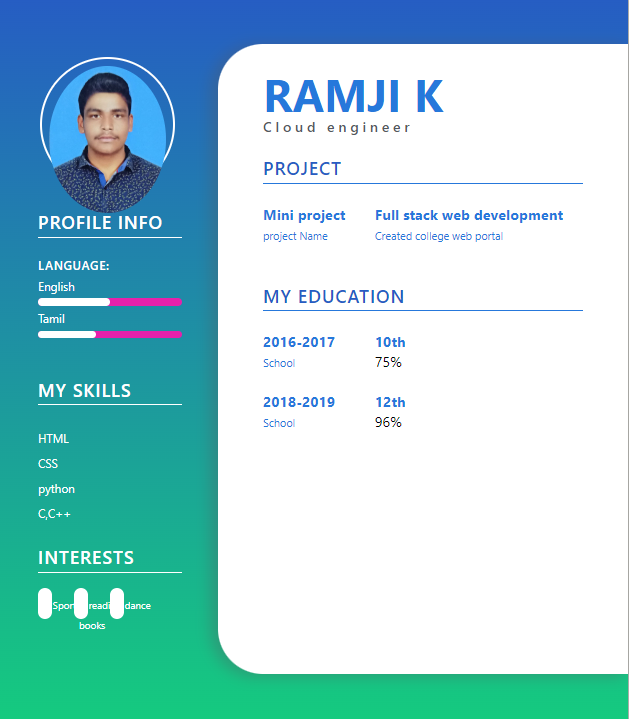 PROFILE INFO
LANGUAGE:
English
Tamil
MY SKILLS
HTML
CSS
python
C,C++
INTERESTS
dance
books
RAMJI K
Cloud engineer
PROJECT
Mini project Full stack web development
project Name Created college web portal
MY EDUCATION
2016-2017 10th
School 75%
2018-2019 12th
School 96%